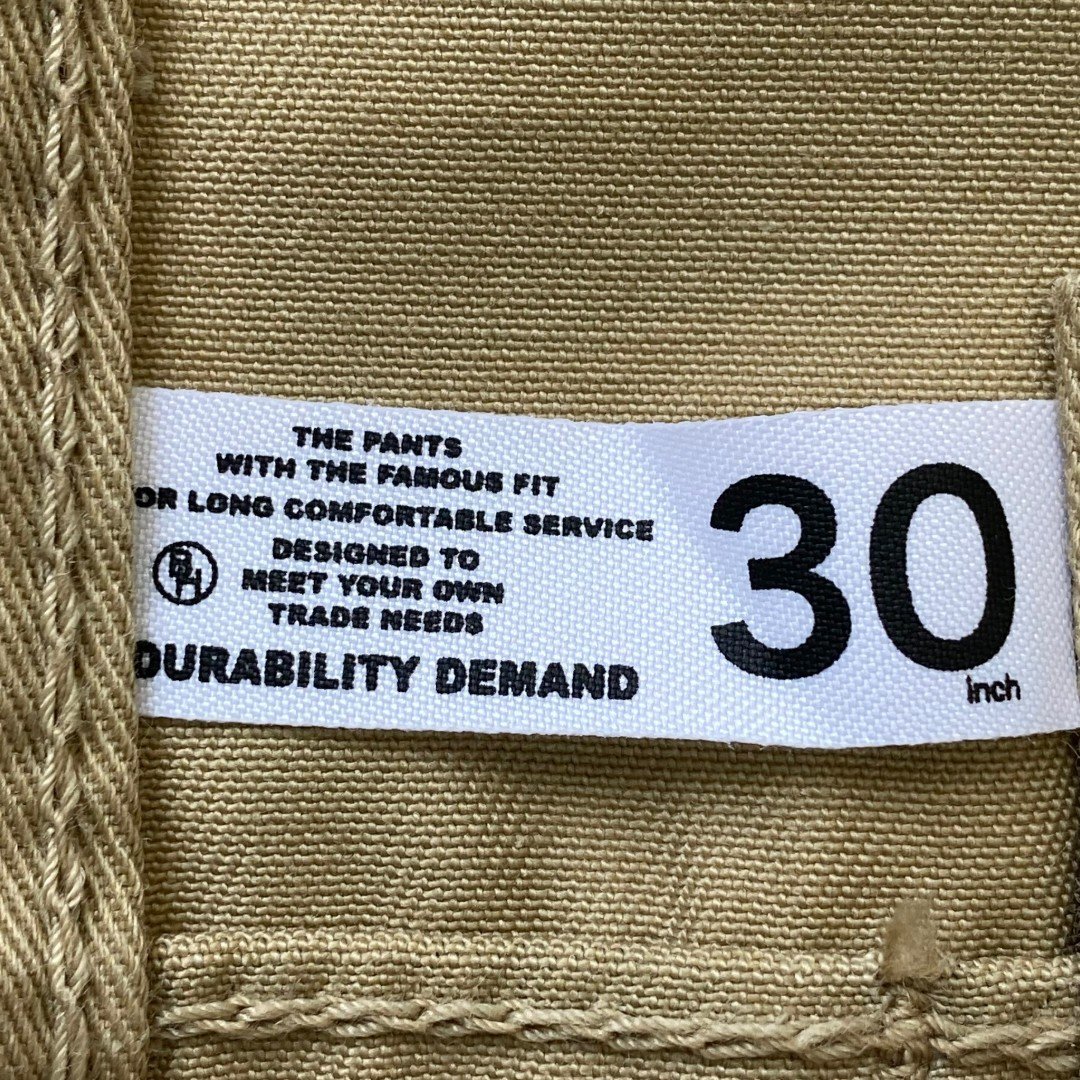 THE PANTS
WITH THE FAMOUS FIT
OR LONG COMFORTABLE SERVICE
DESIGNED TO
MEET YOUR OWN
TRADE NEEDS
DURABILITY DEMAND
30
Inch